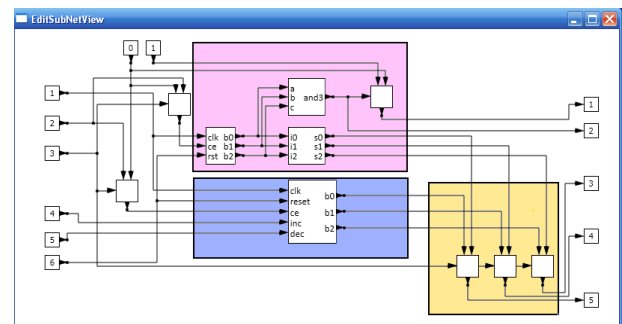 EditSubNetView
0 1
1
2
3
4
5
6
a
b and3
c
clk b0
ce b1
rst b2
i0 s0
i1 s1
i2 s2
clk
reset
ce
inc
dec
b0
b1
b2
1
2
3
4
5